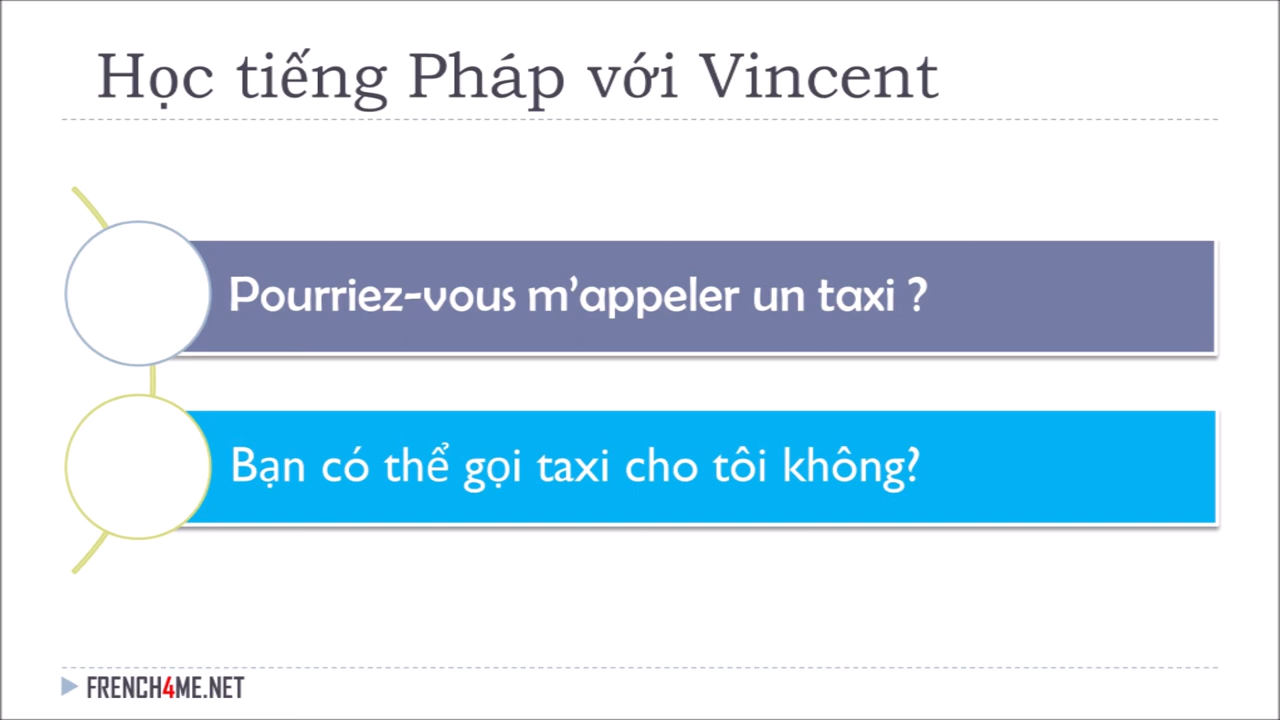 Học tiếng Pháp với Vincent
Pourriez-vous m’appeler un taxi ?
Bạn có thể gọi taxi cho tôi không?
FRENCH4ME.NET